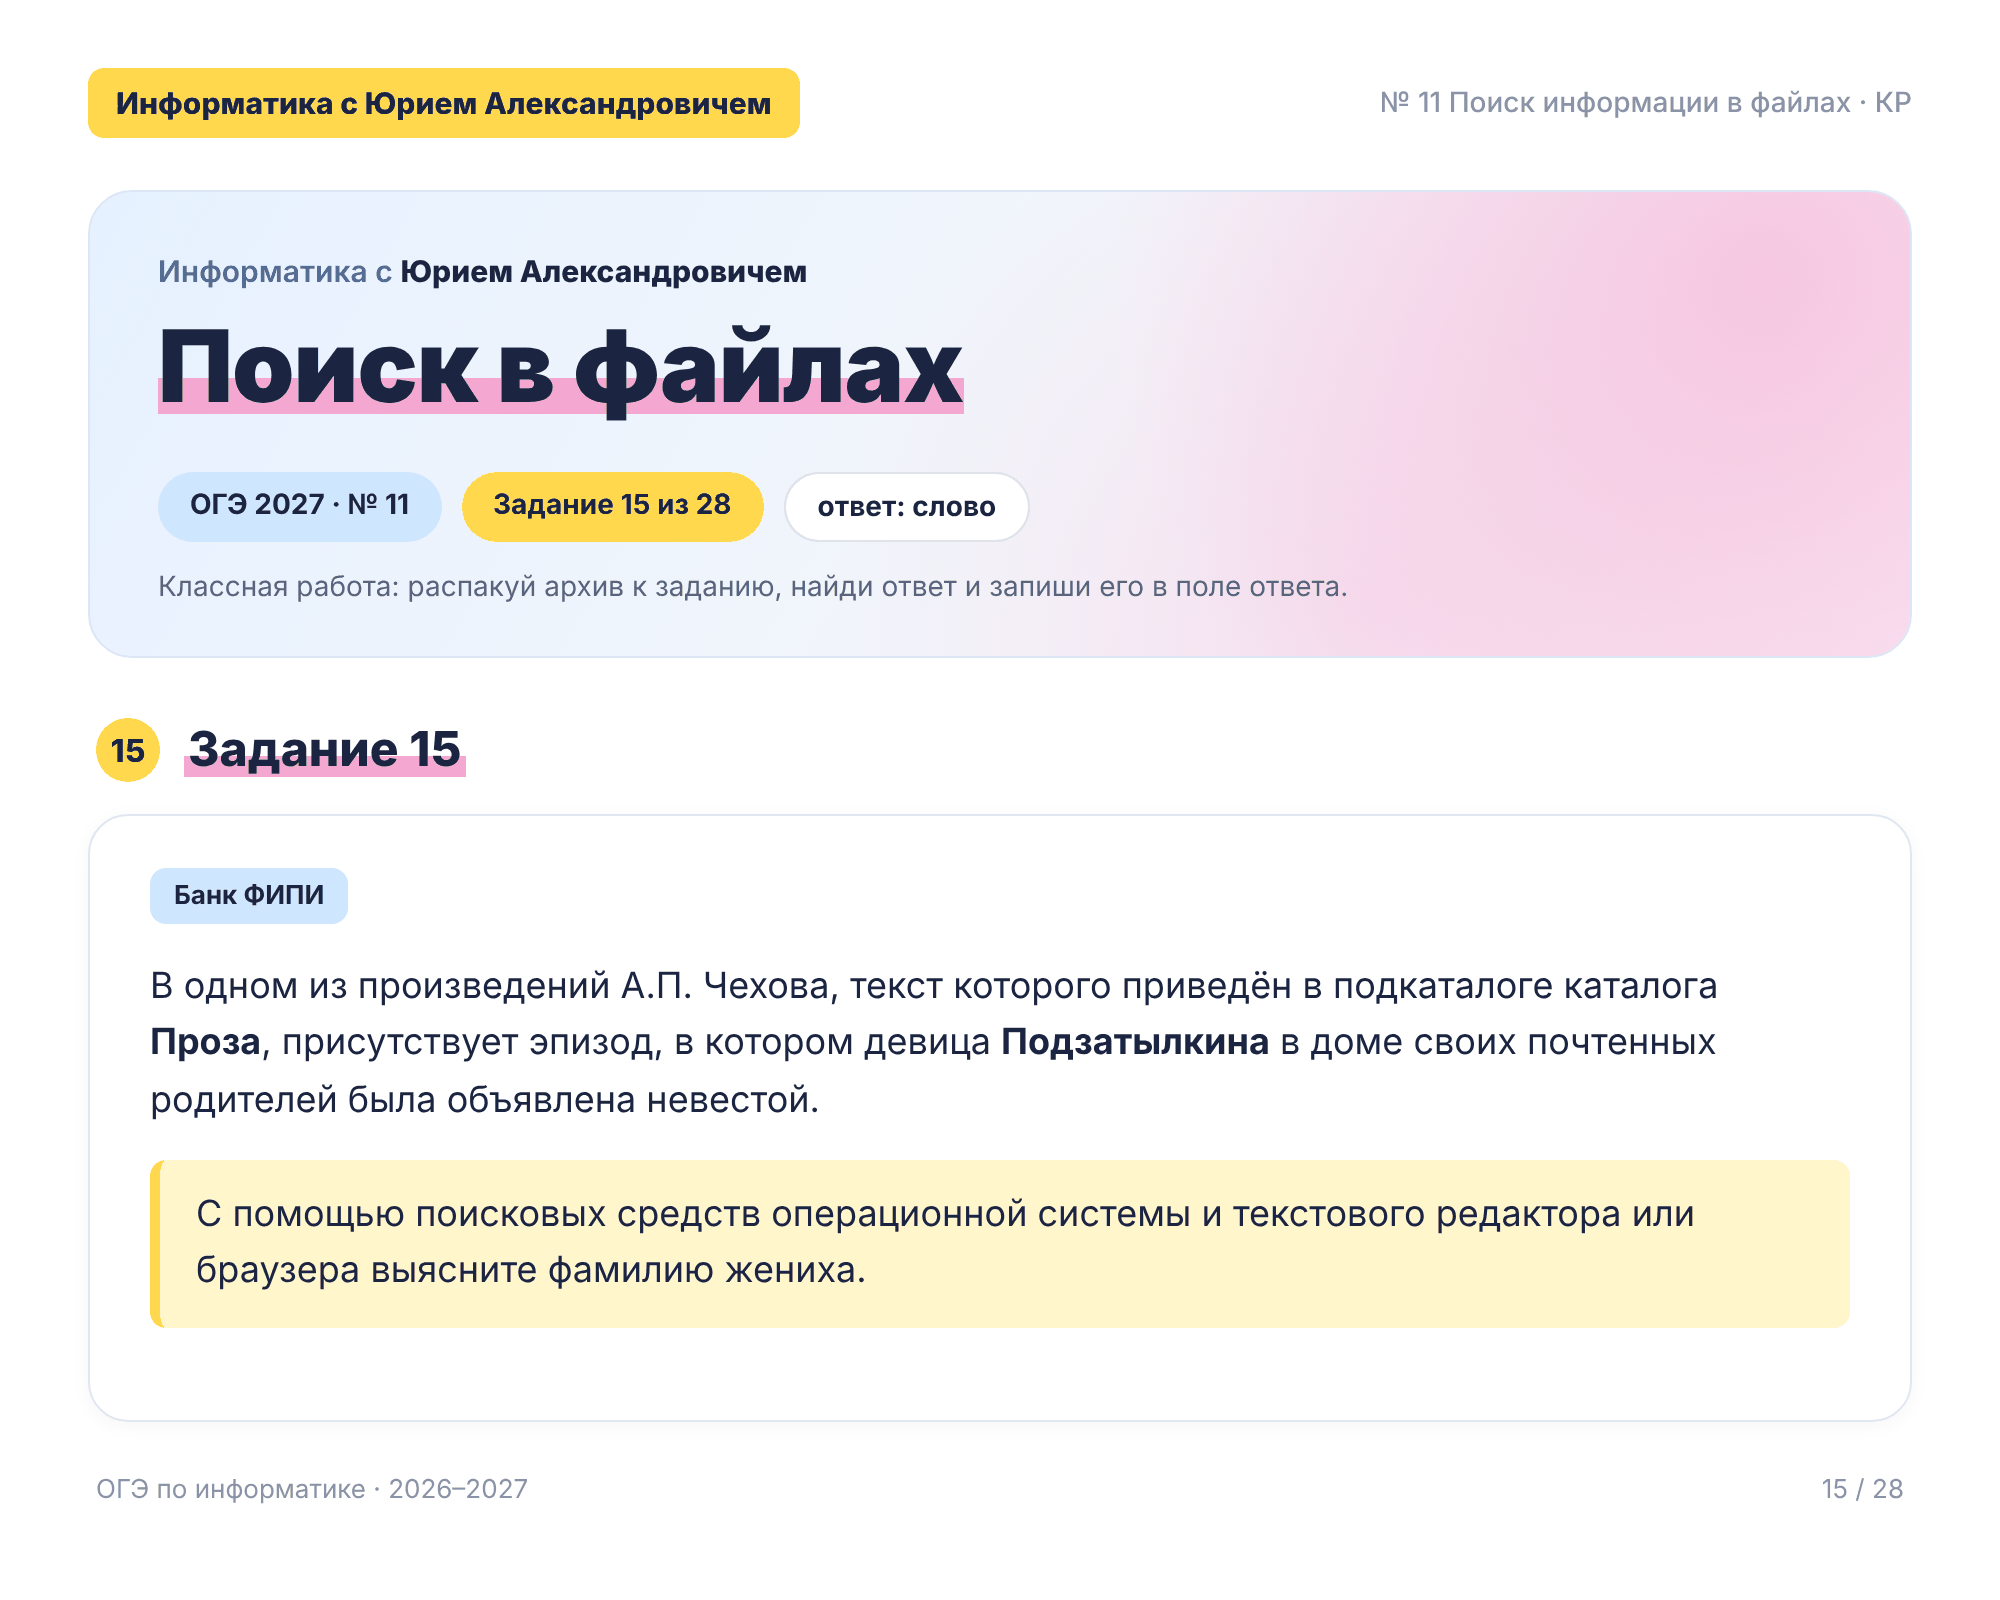 Информатика с Юрием Александровичем
№ 11 Поиск информации в файлах · КР
Информатика с Юрием Александровичем
Поиск в файлах
ОГЭ 2027 · № 11
Задание 15 из 28
ответ: слово
Классная работа: распакуй архив к заданию, найди ответ и запиши его в поле ответа.
15
Задание 15
Банк ФИПИ
В одном из произведений А.П. Чехова, текст которого приведён в подкаталоге каталога
Проза, присутствует эпизод, в котором девица Подзатылкина в доме своих почтенных
родителей была объявлена невестой.
С помощью поисковых средств операционной системы и текстового редактора или
браузера выясните фамилию жениха.
ОГЭ по информатике · 2026–2027
15 / 28